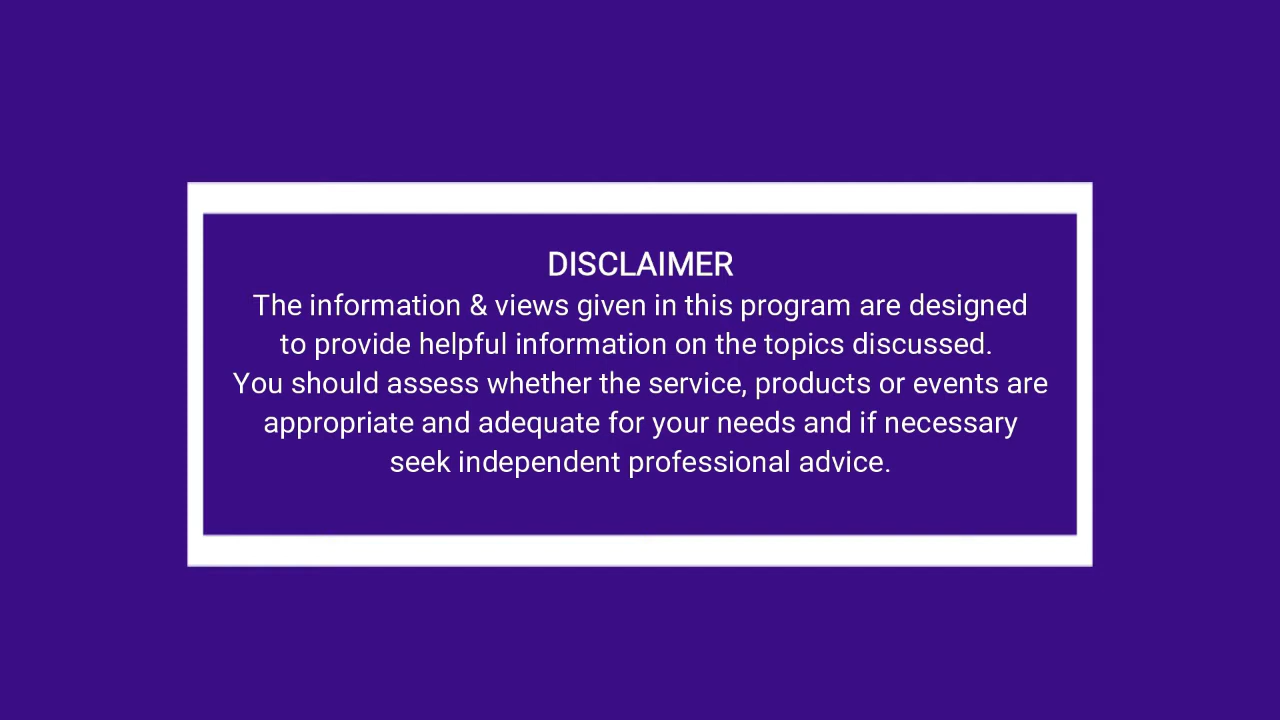 DISCLAIMER
The information & views given in this program are designed
to provide helpful information on the topics discussed.
You should assess whether the service, products or events are
appropriate and adequate for your needs and if necessary
seek independent professional advice.